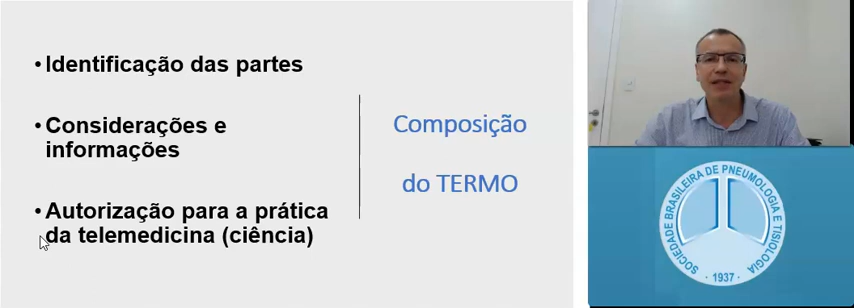 • Identificação das partes
• Considerações e
informações
• Autorização para a prática
da telemedicina (ciência)
Composição
do TERMO
SOCIEDADE BRASILEIRA DE PNEUMOLOGIA E TISIOLOGIA
• 1937 •